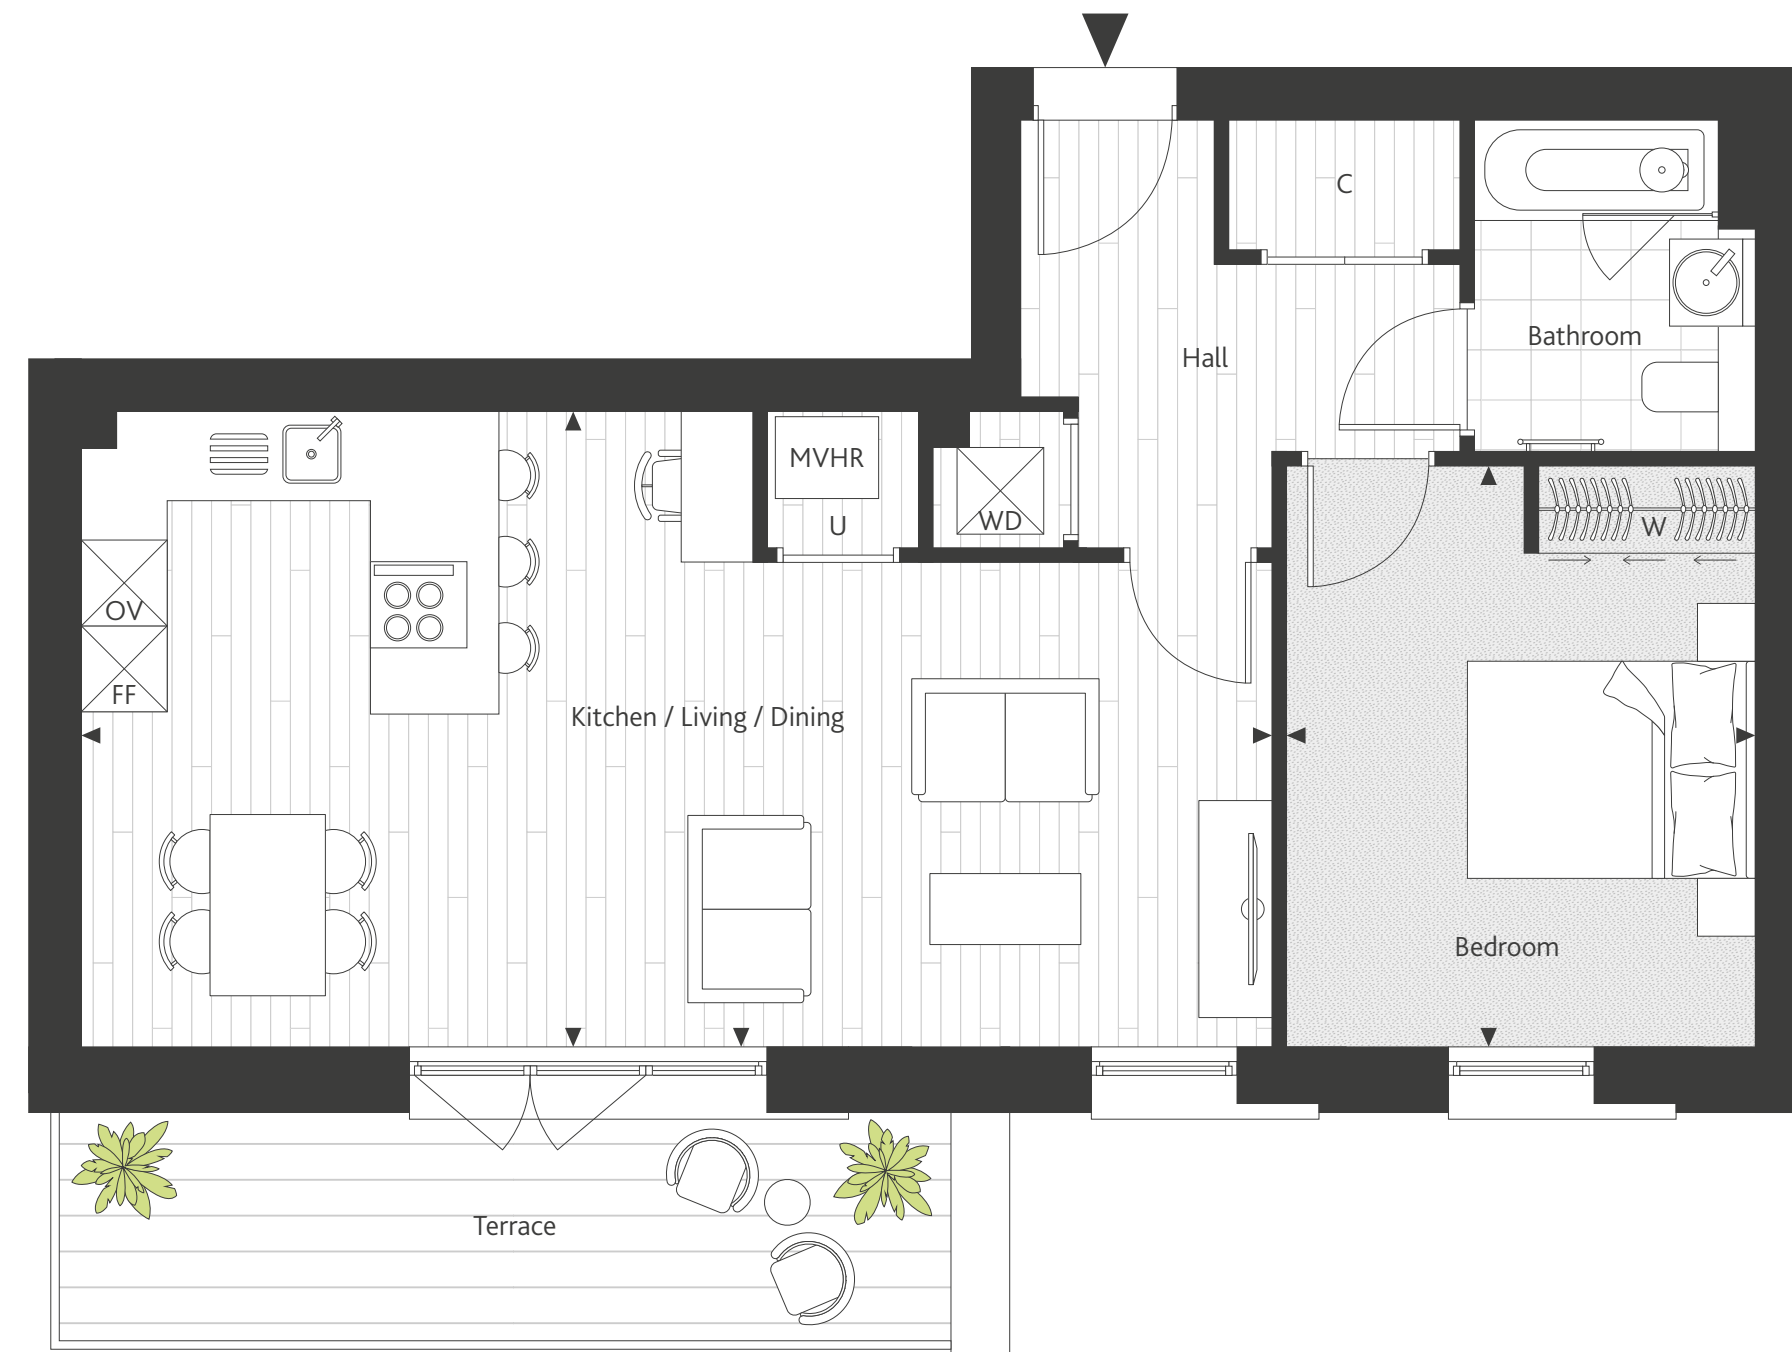 C
Bathroom
Hall
MVHR
U
WD
W
OV
FF
Kitchen / Living / Dining
Bedroom
Terrace